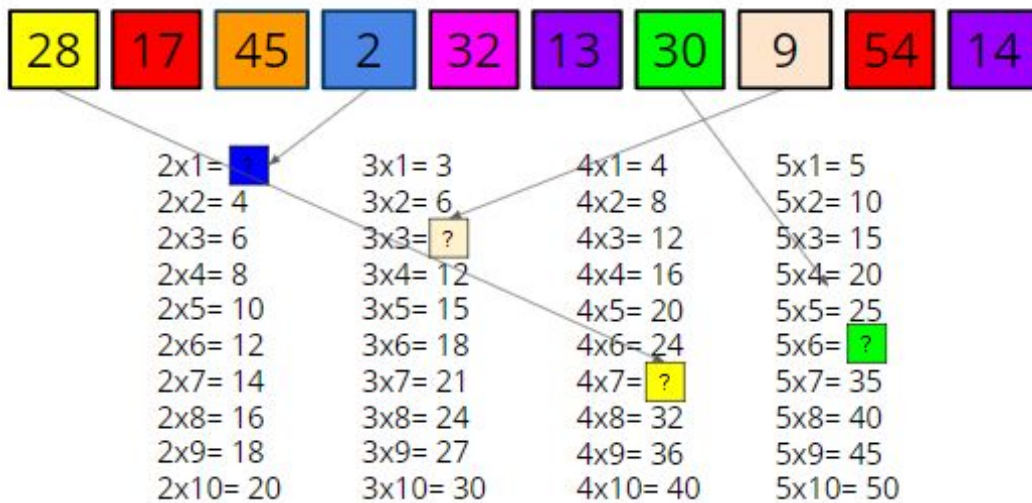 28 17 45 2 32 13 30 9 54 14
2x1= ? 3x1= 3 4x1= 4 5x1= 5
2x2= 4 3x2= 6 4x2= 8 5x2= 10
2x3= 6 3x3= ? 4x3= 12 5x3= 15
2x4= 8 3x4= 12 4x4= 16 5x4= 20
2x5= 10 3x5= 15 4x5= 20 5x5= 25
2x6= 12 3x6= 18 4x6= 24 5x6= ?
2x7= 14 3x7= 21 4x7= ? 5x7= 35
2x8= 16 3x8= 24 4x8= 32 5x8= 40
2x9= 18 3x9= 27 4x9= 36 5x9= 45
2x10= 20 3x10= 30 4x10= 40 5x10= 50